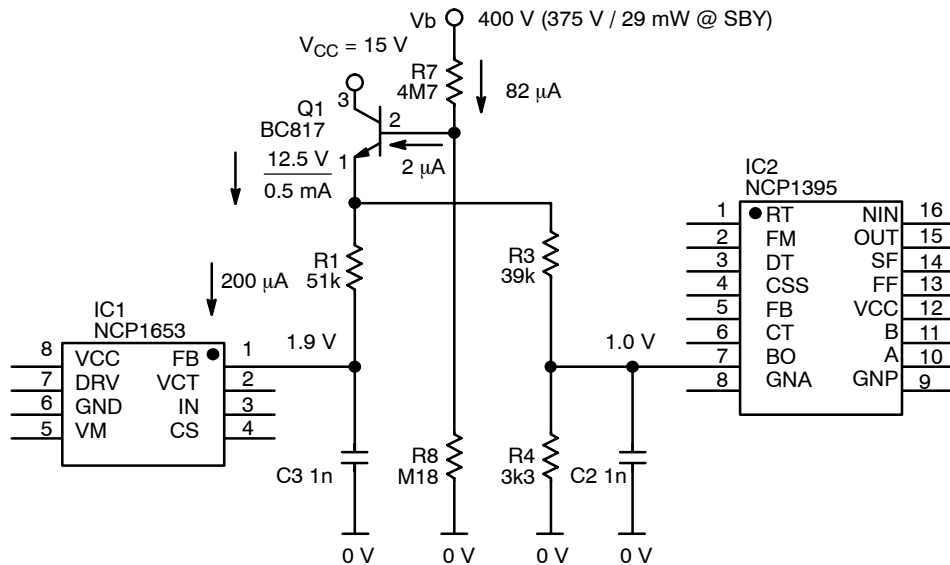 Vb
400 V (375 V / 29 mW @ SBY)
V_CC = 15 V
R7
4M7
82 µA
3
Q1
BC817
2
1
2 µA
12.5 V
0.5 mA
IC2
NCP1395
R1
51k
R3
39k
200 µA
IC1
NCP1653
1.9 V
1.0 V
8 VCC FB 1
7 DRV VCT 2
6 GND IN 3
5 VM CS 4
1 RT NIN 16
2 FM OUT 15
3 DT SF 14
4 CSS FF 13
5 FB VCC 12
6 CT B 11
7 BO A 10
8 GNA GNP 9
C3 1n
R8
M18
R4
3k3
C2 1n
0 V
0 V
0 V
0 V